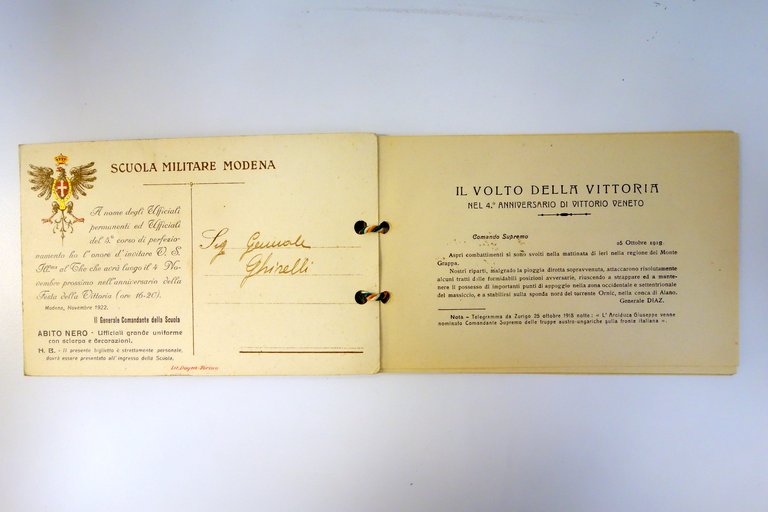 SCUOLA MILITARE MODENA
A nome degli Ufficiali
permanenti ed Ufficiali
del 5° corso di perfezio-
namento ho l'onore d'invitare V. S.
Ill.ma al The che avrà luogo il 4 No-
vembre prossimo nell'anniversario della
Festa della Vittoria (ore 16-20).
Modena, Novembre 1922.
Il Generale Comandante della Scuola
ABITO NERO - Ufficiali grande uniforme
con sciarpa e decorazioni.
N. B. - Il presente biglietto è strettamente personale,
dovrà essere presentato all'ingresso della Scuola.
Sig Generale
Ghinelli
IL VOLTO DELLA VITTORIA
NEL 4.° ANNIVERSARIO DI VITTORIO VENETO
Comando Supremo
25 Ottobre 1918.
Aspri combattimenti si sono svolti nella mattinata di ieri nella regione del Monte
Grappa.
Nostri riparti, malgrado la pioggia diretta sopravvenuta, attaccarono risolutamente
alcuni tratti delle formidabili posizioni avversarie, riuscendo a strappare ed a mante-
nere il possesso di importanti punti di appoggio nella zona occidentale e settentrionale
del massiccio, e a stabilirsi sulla sponda nord del torrente Ornic, nella conca di Alano.
Generale DIAZ.
Nota - Telegramma da Zurigo 25 ottobre 1918 notte: « L'Arciduca Giuseppe venne
nominato Comandante Supremo delle truppe austro-ungariche sulla fronte italiana ».